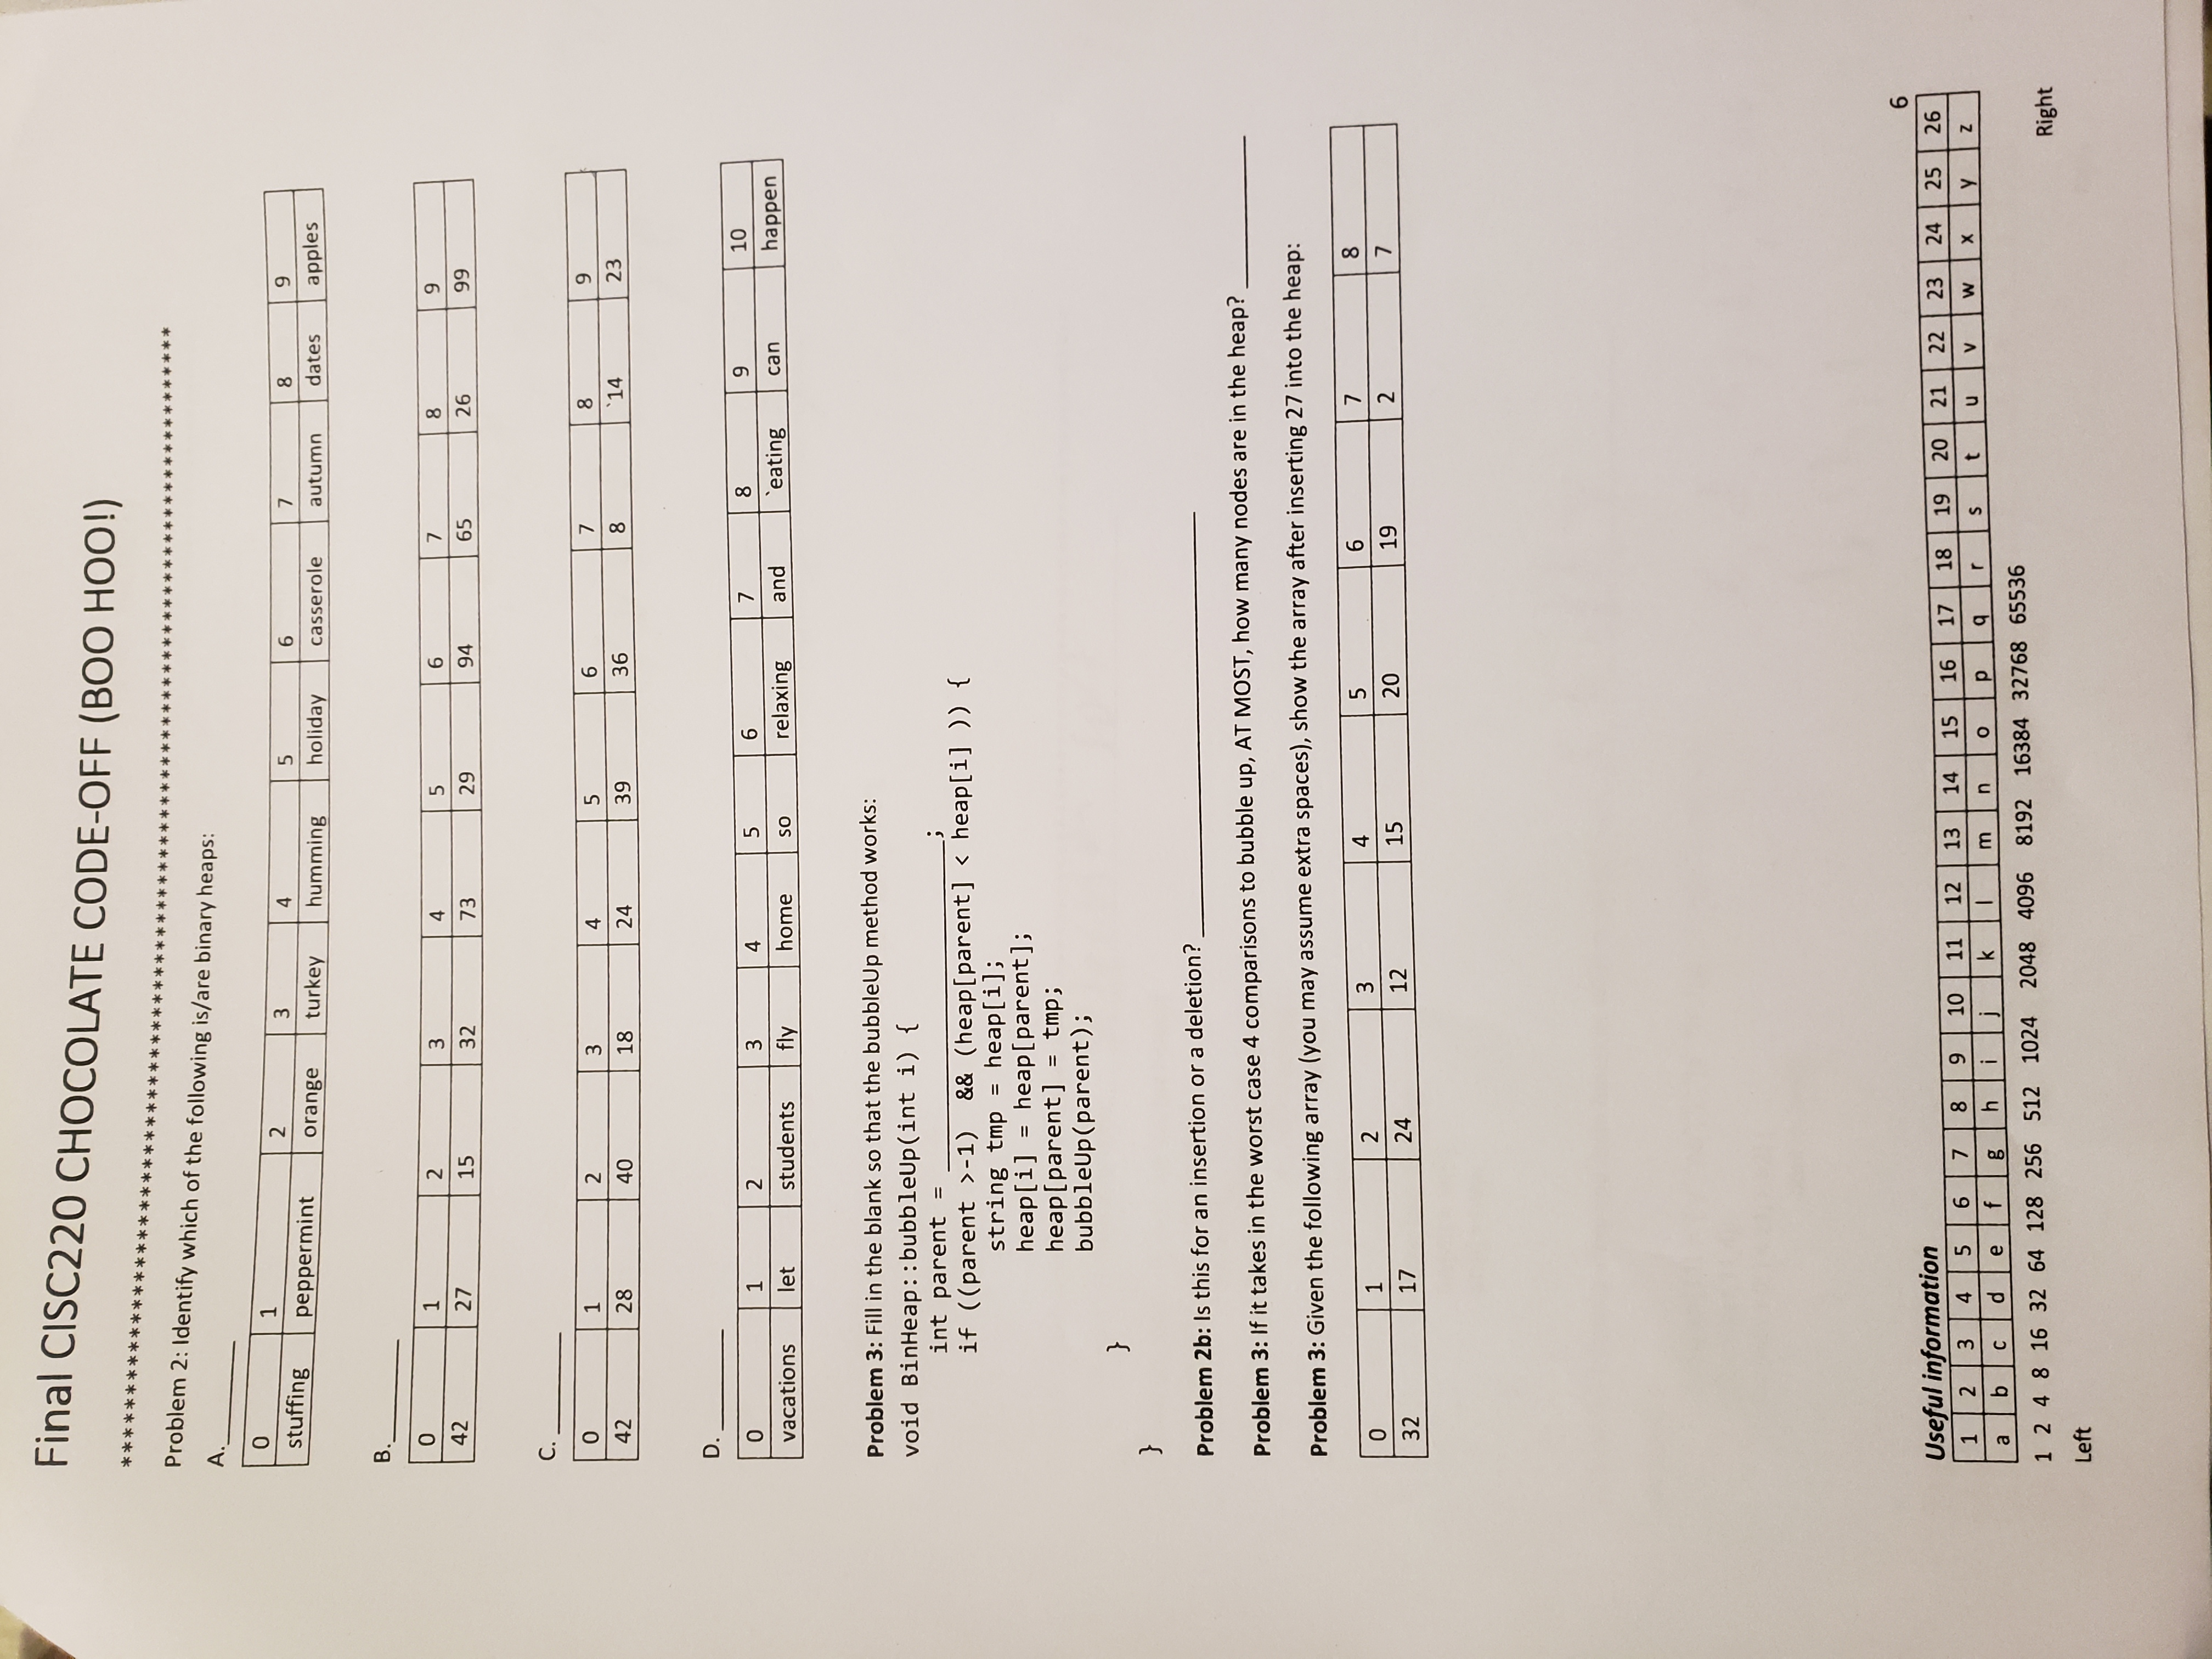 Final CISC220 CHOCOLATE CODE-OFF (BOO HOO!)
*********************************************************************************
Problem 2: Identify which of the following is/are binary heaps:
A.________
0 1 2 3 4 5 6 7 8 9
stuffing peppermint orange turkey humming holiday casserole autumn dates apples
B.________
0 1 2 3 4 5 6 7 8 9
42 27 15 32 73 29 94 65 26 99
C. ________
0 1 2 3 4 5 6 7 8 9
42 28 40 18 24 39 36 8 `14 23
D. ________
0 1 2 3 4 5 6 7 8 9 10
vacations let students fly home so relaxing and `eating can happen
Problem 3: Fill in the blank so that the bubbleUp method works:
void BinHeap::bubbleUp(int i) {
int parent = ________________________;
if ((parent >-1)  && (heap[parent] < heap[i] )) {
string tmp = heap[i];
heap[i] = heap[parent];
heap[parent] = tmp;
bubbleUp(parent);
}
}
Problem 2b: Is this for an insertion or a deletion? ___________________________________
Problem 3: If it takes in the worst case 4 comparisons to bubble up, AT MOST, how many nodes are in the heap? ____________
Problem 3: Given the following array (you may assume extra spaces), show the array after inserting 27 into the heap:
0 1 2 3 4 5 6 7 8
32 17 24 12 15 20 19 2 7
6
Useful information
1 2 3 4 5 6 7 8 9 10 11 12 13 14 15 16 17 18 19 20 21 22 23 24 25 26
a b c d e f g h i j k l m n o p q r s t u v w x y z
1 2 4 8 16 32 64 128 256 512 1024 2048 4096 8192 16384 32768 65536
Left Right